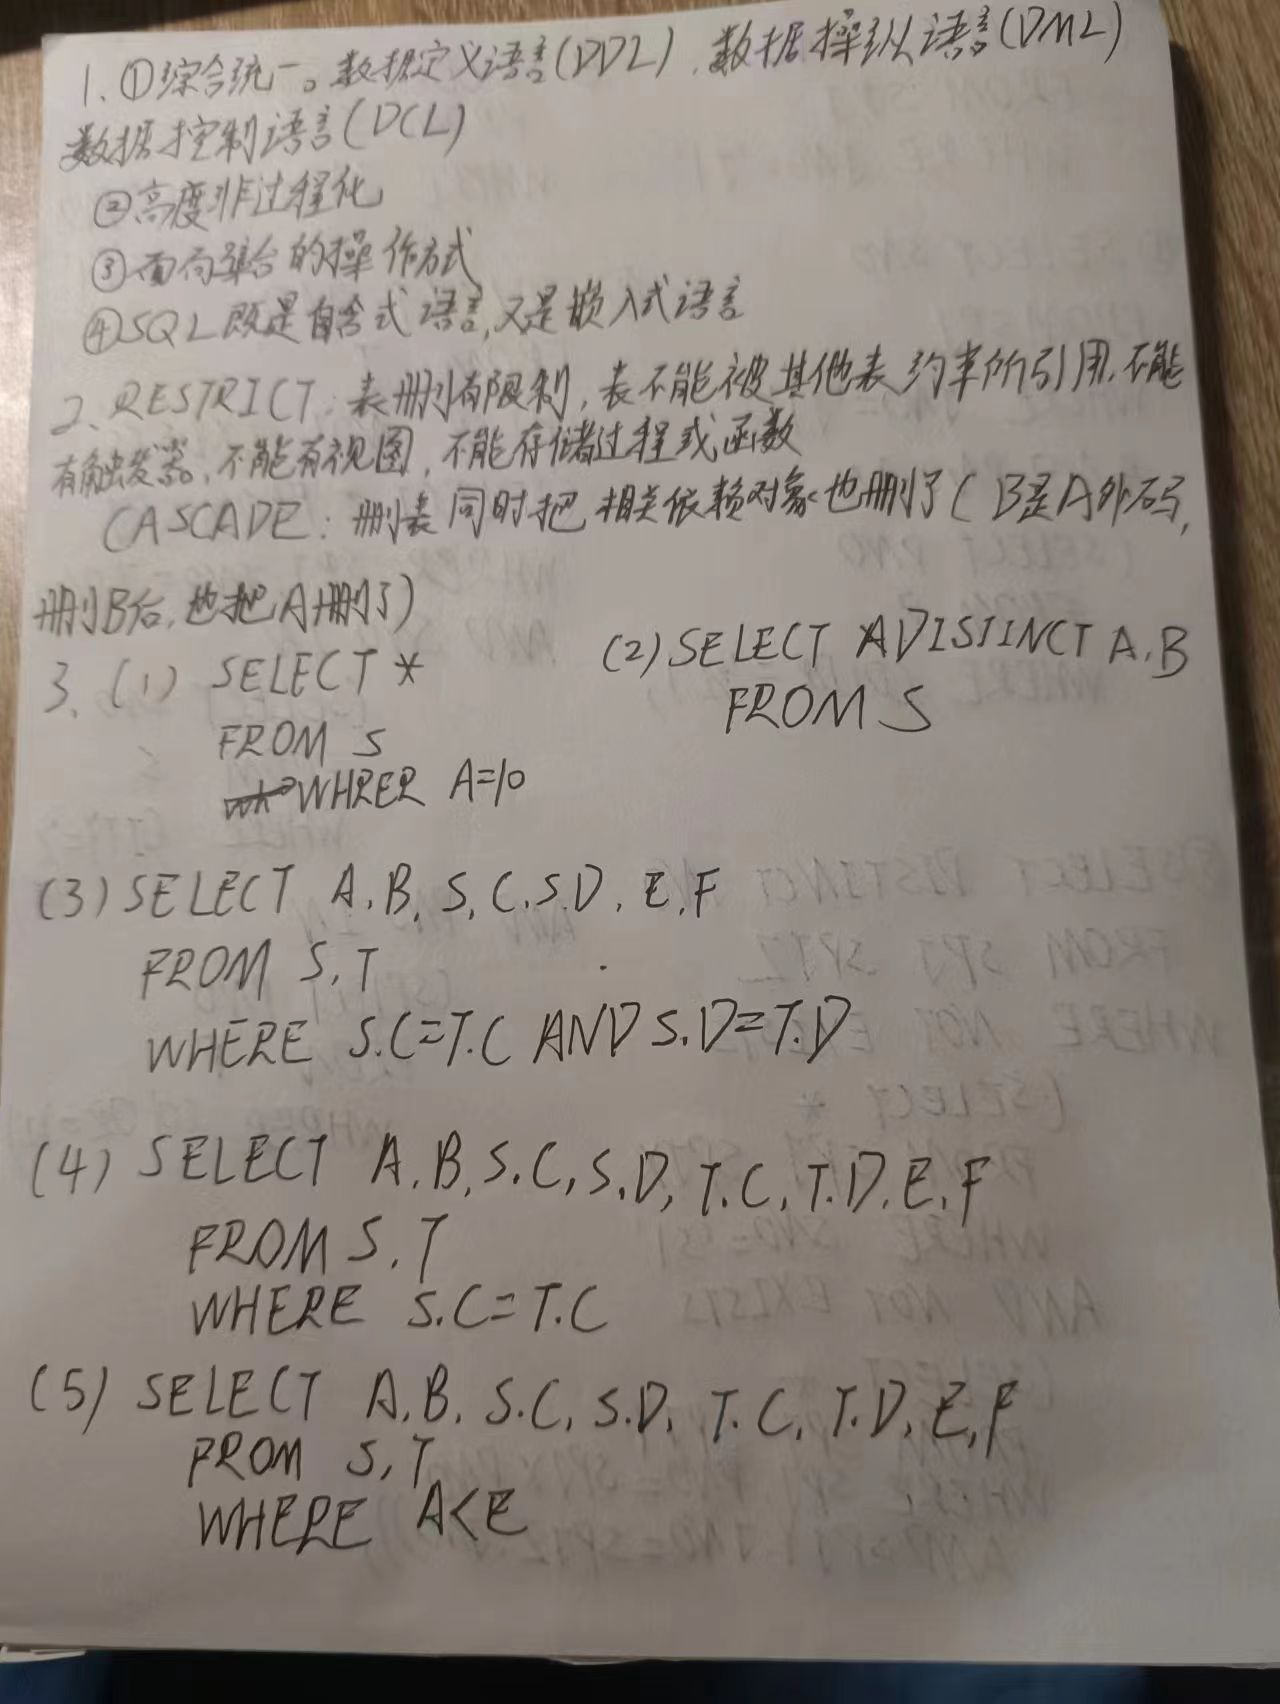 1、①综合统一。数据定义语言(DDL)、数据操纵语言(DML)
数据控制语言(DCL)
②高度非过程化
③面向集合的操作方式
④SQL既是自含式语言,又是嵌入式语言
2、RESTRICT:表删有限制,表不能被其他表约束所引用,不能
有触发器,不能有视图,不能存储过程或函数
CASCADE:删表同时把相关依赖对象也删了(B是A外码,
删B后,也把A删了)
3、(1) SELECT *
FROM S
WHRER A=10
(2) SELECT DISTINCT A,B
FROM S
(3) SELECT A,B,S,C,S.D,E,F
FROM S,T
WHERE S.C=T.C AND S.D=T.D
(4) SELECT A,B,S.C,S.D,T.C,T.D,E,F
FROM S,T
WHERE S.C=T.C
(5) SELECT A,B,S.C,S.D,T.C,T.D,E,F
FROM S,T
WHERE A<E